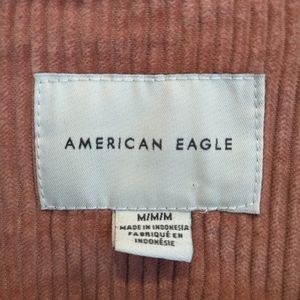 AMERICAN EAGLE
M/M/M
MADE IN INDONESIA
FABRIQUÉ EN
INDONÉSIE